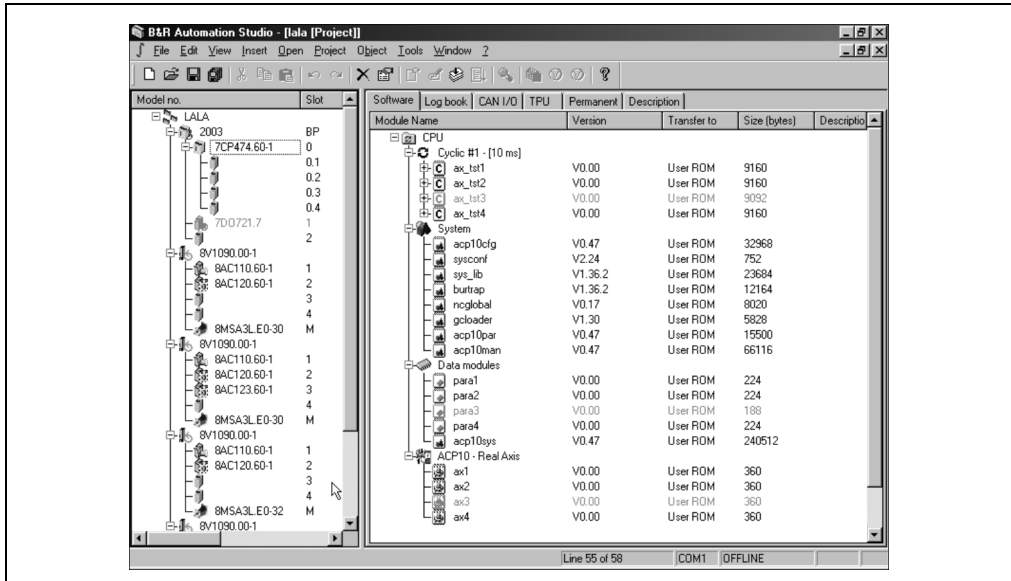 B&R Automation Studio - [lala [Project]]
File Edit View Insert Open Project Object Tools Window ?
Model no. Slot
LALA
2003 BP
7CP474.60-1 0
0.1
0.2
0.3
0.4
7DO721.7 1
2
8V1090.00-1
8AC110.60-1 1
8AC120.60-1 2
3
4
8MSA3L.E0-30 M
8V1090.00-1
8AC110.60-1 1
8AC120.60-1 2
8AC123.60-1 3
4
8MSA3L.E0-30 M
8V1090.00-1
8AC110.60-1 1
8AC120.60-1 2
3
4
8MSA3L.E0-32 M
8V1090.00-1
Software Log book CAN I/O TPU Permanent Description
Module Name Version Transfer to Size (bytes) Descriptio
CPU
Cyclic #1 - [10 ms]
ax_tst1 V0.00 User ROM 9160
ax_tst2 V0.00 User ROM 9160
ax_tst3 V0.00 User ROM 9092
ax_tst4 V0.00 User ROM 9160
System
acp10cfg V0.47 User ROM 32968
sysconf V2.24 User ROM 752
sys_lib V1.36.2 User ROM 23684
burtrap V1.36.2 User ROM 12164
ncglobal V0.17 User ROM 8020
gcloader V1.30 User ROM 5828
acp10par V0.47 User ROM 15500
acp10man V0.47 User ROM 66116
Data modules
para1 V0.00 User ROM 224
para2 V0.00 User ROM 224
para3 V0.00 User ROM 188
para4 V0.00 User ROM 224
acp10sys V0.47 User ROM 240512
ACP10 - Real Axis
ax1 V0.00 User ROM 360
ax2 V0.00 User ROM 360
ax3 V0.00 User ROM 360
ax4 V0.00 User ROM 360
Line 55 of 58 COM1 OFFLINE